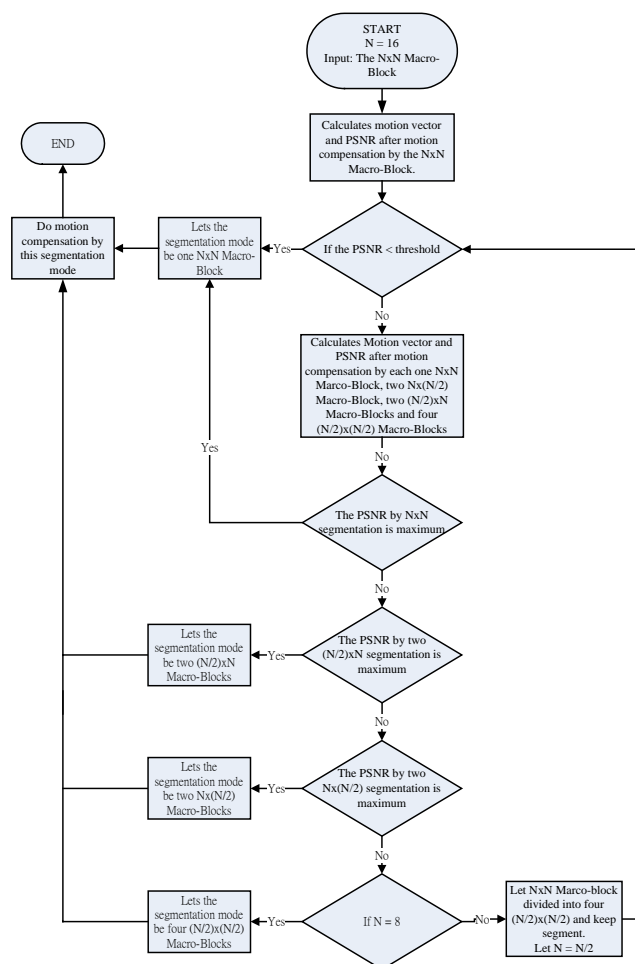 START
N = 16
Input: The NxN Macro-
Block
Calculates motion vector
and PSNR after motion
compensation by the NxN
Macro-Block.
END
Do motion
compensation by
this segmentation
mode
Lets the
segmentation mode
be one NxN Macro-
Block
Yes
If the PSNR < threshold
No
Calculates Motion vector and
PSNR after motion
compensation by each one NxN
Marco-Block, two Nx(N/2)
Macro-Block, two (N/2)xN
Macro-Blocks and four
(N/2)x(N/2) Macro-Blocks
Yes
No
The PSNR by NxN
segmentation is maximum
No
Lets the
segmentation mode
be two (N/2)xN
Macro-Blocks
Yes
The PSNR by two
(N/2)xN segmentation is
maximum
No
Lets the
segmentation mode
be two Nx(N/2)
Macro-Blocks
Yes
The PSNR by two
Nx(N/2) segmentation is
maximum
No
Lets the
segmentation mode
be four (N/2)x(N/2)
Macro-Blocks
Yes
If N = 8
No
Let NxN Marco-block
divided into four
(N/2)x(N/2) and keep
segment.
Let N = N/2